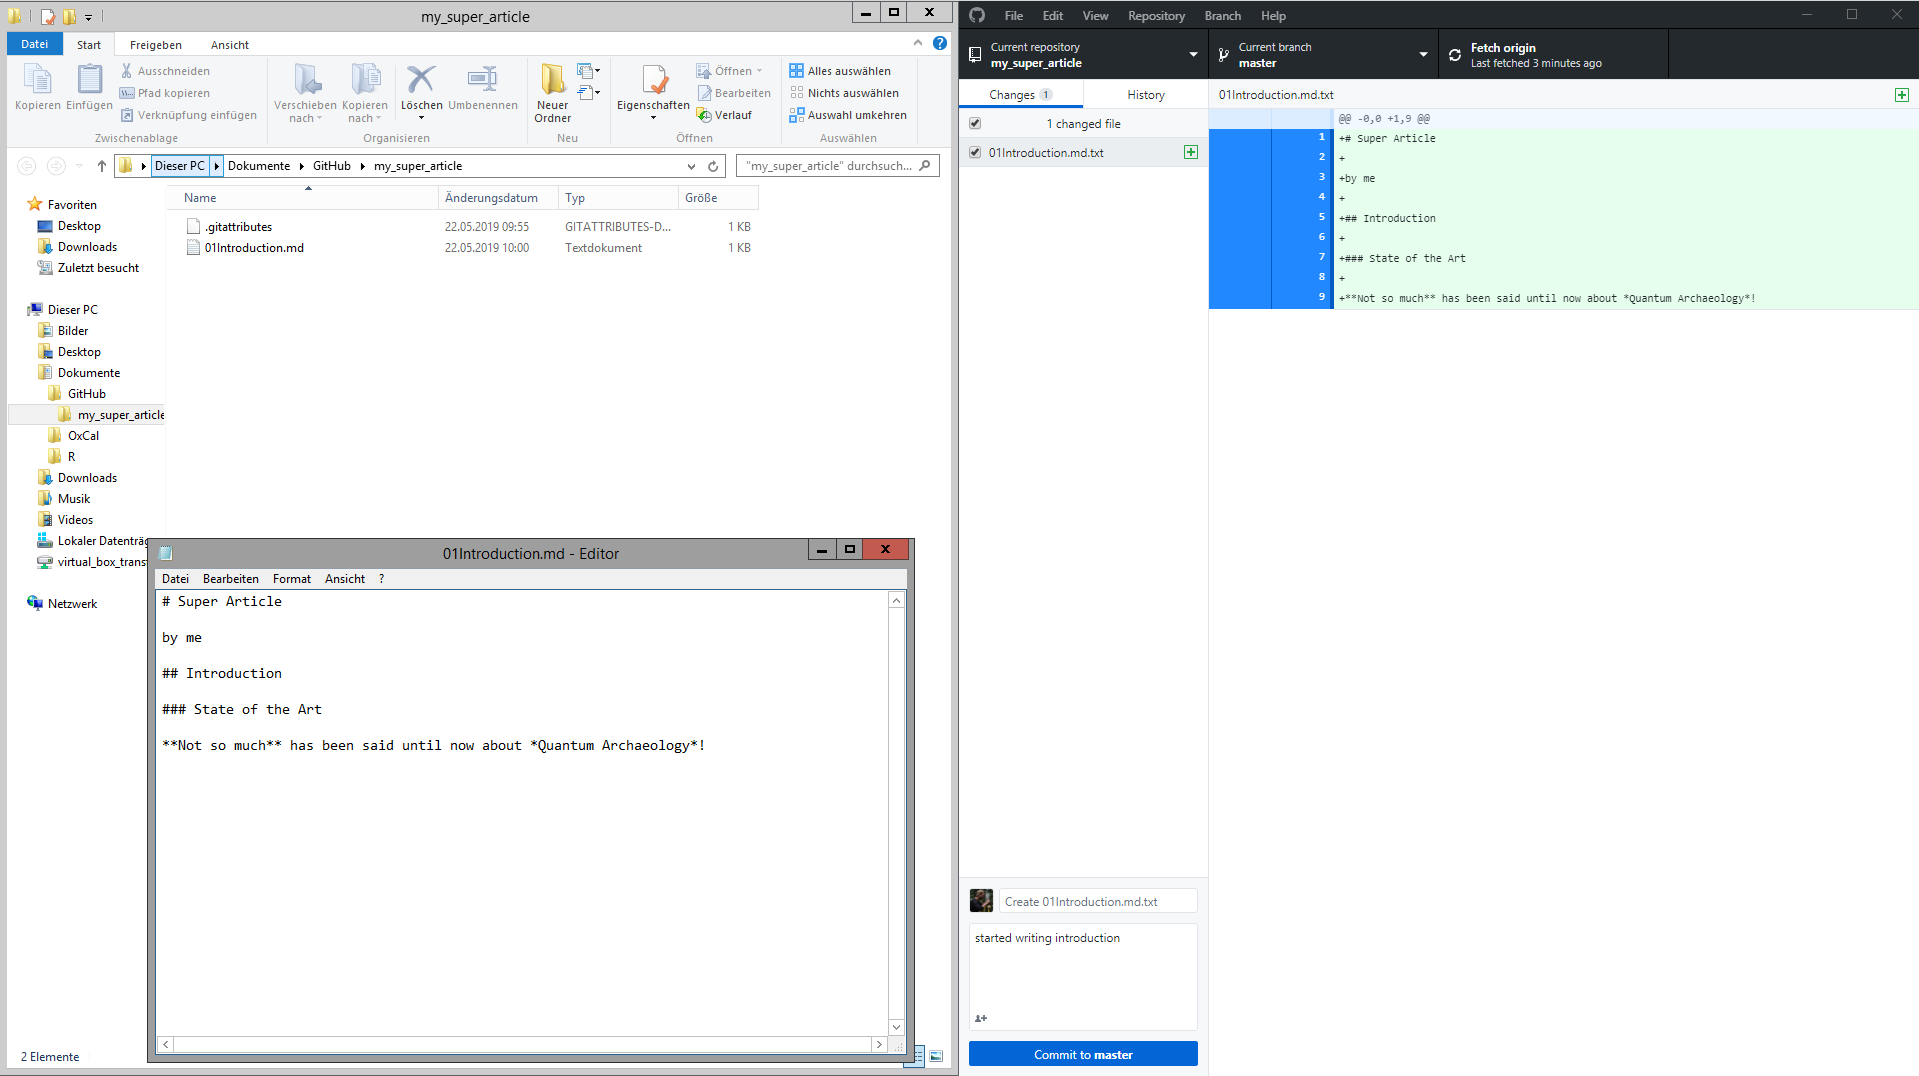 my_super_article
Datei Start Freigeben Ansicht
Kopieren
Einfügen
Ausschneiden
Pfad kopieren
Verknüpfung einfügen
Zwischenablage
Verschieben nach
Kopieren nach
Löschen
Umbenennen
Organisieren
Neuer Ordner
Neu
Eigenschaften
Öffnen
Bearbeiten
Verlauf
Öffnen
Alles auswählen
Nichts auswählen
Auswahl umkehren
Auswählen
Dieser PC Dokumente GitHub my_super_article
"my_super_article" durchsuch...
Favoriten
Desktop
Downloads
Zuletzt besucht
Dieser PC
Bilder
Desktop
Dokumente
GitHub
my_super_article
OxCal
R
Downloads
Musik
Videos
Lokaler Datenträg
virtual_box_transf
Netzwerk
Name Änderungsdatum Typ Größe
.gitattributes 22.05.2019 09:55 GITATTRIBUTES-D... 1 KB
01Introduction.md 22.05.2019 10:00 Textdokument 1 KB
2 Elemente
01Introduction.md - Editor
Datei Bearbeiten Format Ansicht ?
# Super Article
by me
## Introduction
### State of the Art
**Not so much** has been said until now about *Quantum Archaeology*!
File Edit View Repository Branch Help
Current repository
my_super_article
Current branch
master
Fetch origin
Last fetched 3 minutes ago
Changes 1 History
1 changed file
01Introduction.md.txt
01Introduction.md.txt
@@ -0,0 +1,9 @@
1 +# Super Article
2 +
3 +by me
4 +
5 +## Introduction
6 +
7 +### State of the Art
8 +
9 +**Not so much** has been said until now about *Quantum Archaeology*!
Create 01Introduction.md.txt
started writing introduction
Commit to master